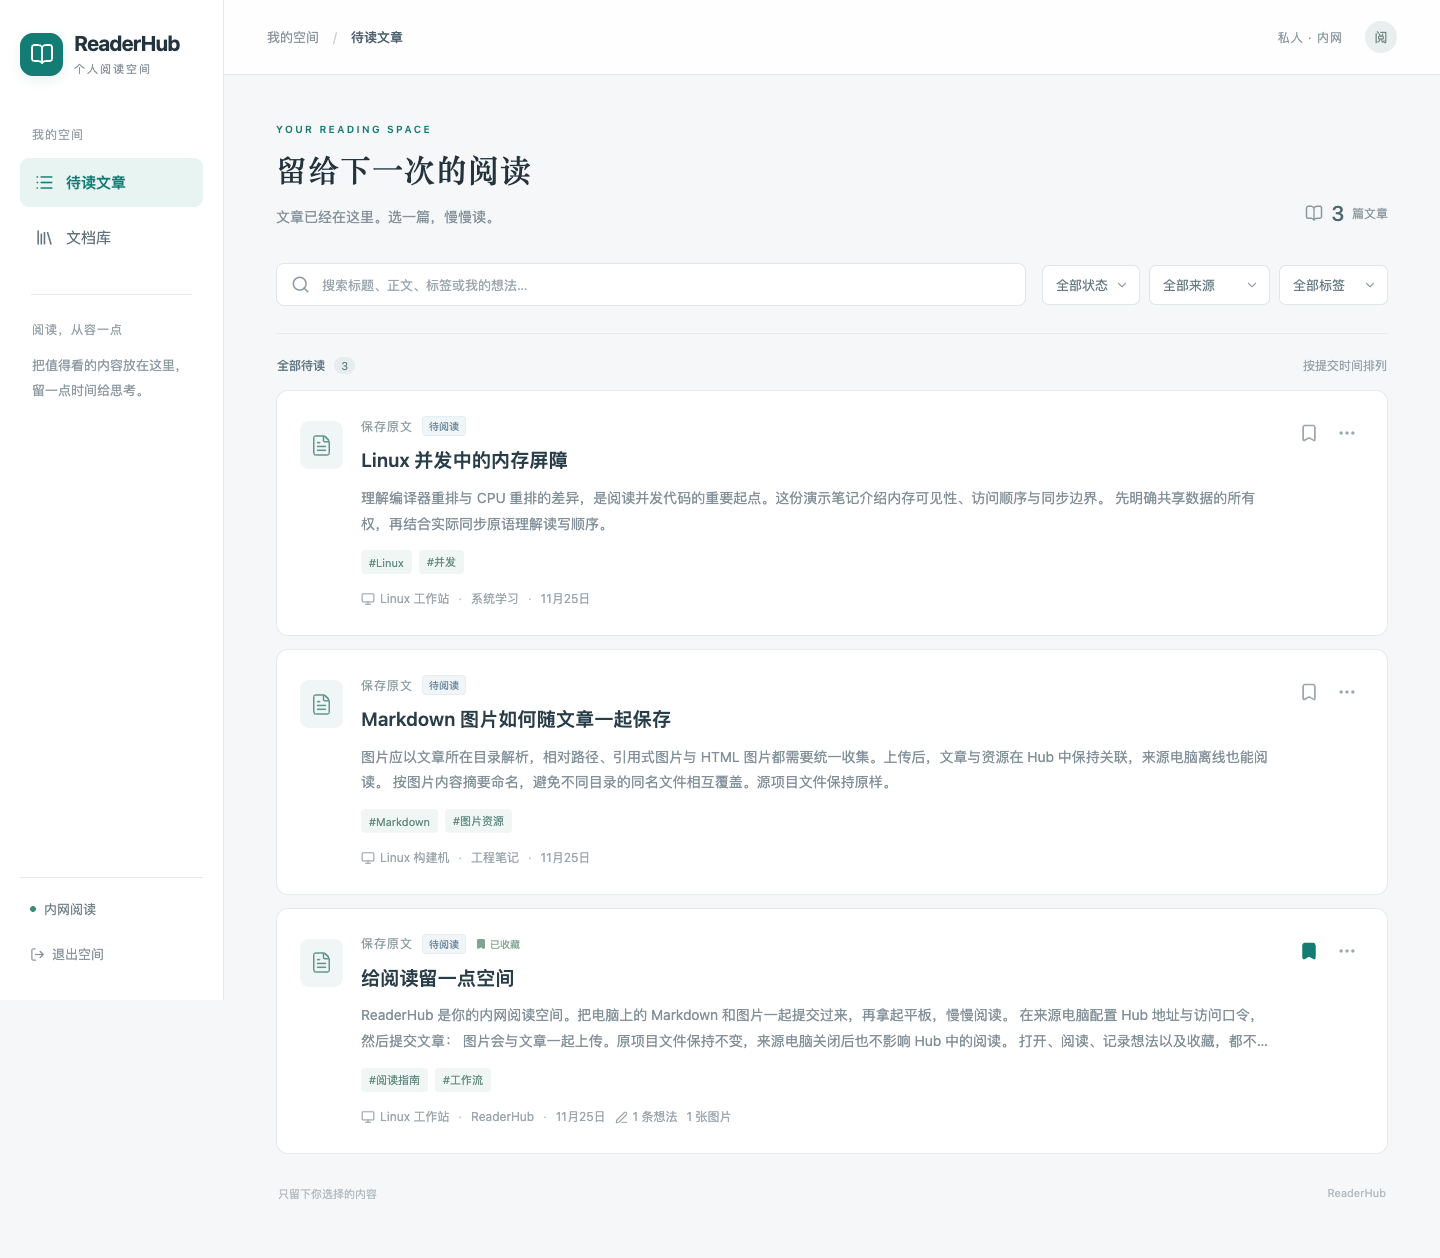 ReaderHub
个人阅读空间
我的空间
待读文章
文档库
阅读，从容一点
把值得看的内容放在这里，
留一点时间给思考。
内网阅读
退出空间
我的空间 / 待读文章
私人 · 内网
阅
YOUR READING SPACE
留给下一次的阅读
文章已经在这里。选一篇，慢慢读。
3 篇文章
搜索标题、正文、标签或我的想法...
全部状态
全部来源
全部标签
全部待读 3
按提交时间排列
保存原文 待阅读
Linux 并发中的内存屏障
理解编译器重排与 CPU 重排的差异，是阅读并发代码的重要起点。这份演示笔记介绍内存可见性、访问顺序与同步边界。 先明确共享数据的所有
权，再结合实际同步原语理解读写顺序。
#Linux #并发
Linux 工作站 · 系统学习 · 11月25日
保存原文 待阅读
Markdown 图片如何随文章一起保存
图片应以文章所在目录解析，相对路径、引用式图片与 HTML 图片都需要统一收集。上传后，文章与资源在 Hub 中保持关联，来源电脑离线也能阅
读。 按图片内容摘要命名，避免不同目录的同名文件相互覆盖。源项目文件保持原样。
#Markdown #图片资源
Linux 构建机 · 工程笔记 · 11月25日
保存原文 待阅读 已收藏
给阅读留一点空间
ReaderHub 是你的内网阅读空间。把电脑上的 Markdown 和图片一起提交过来，再拿起平板，慢慢阅读。 在来源电脑配置 Hub 地址与访问口令，
然后提交文章： 图片会与文章一起上传。原项目文件保持不变，来源电脑关闭后也不影响 Hub 中的阅读。 打开、阅读、记录想法以及收藏，都不...
#阅读指南 #工作流
Linux 工作站 · ReaderHub · 11月25日 1 条想法 1 张图片
只留下你选择的内容
ReaderHub